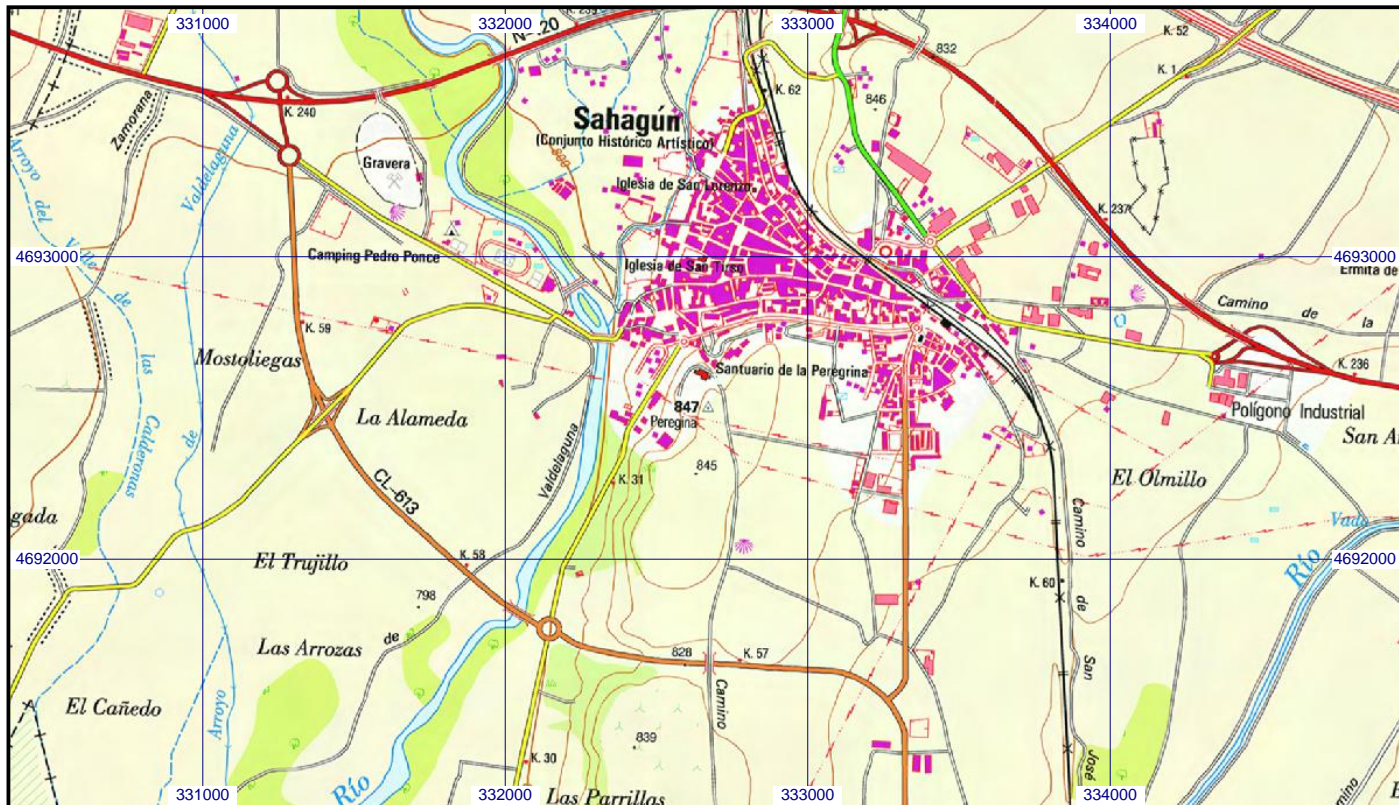 331000
332000
333000
334000
N-120
832
K. 52
K. 1
K. 62
846
K. 240
Zamorana
Sahagún
(Conjunto Histórico Artístico)
Arroyo
del
Valle
de
las
Calderonas
Valdelaguna
Gravera
Iglesia de San Lorenzo
K. 237
4693000
4693000
Camping Pedro Ponce
Iglesia de San Tirso
Ermita de
Camino
de
la
K. 59
Mostoliegas
Santuario de la Peregrina
K. 236
847
Peregina
Polígono Industrial
La Alameda
San A
de
Valdelaguna
845
K. 31
El Olmillo
CL-613
gada
Camino
Vado
4692000
4692000
El Trujillo
K. 58
K. 60
Río
798
de
Las Arrozas
de
828
K. 57
San
El Cañedo
Arroyo
Camino
839
K. 30
José
Río
Las Parrillas
331000
332000
333000
334000